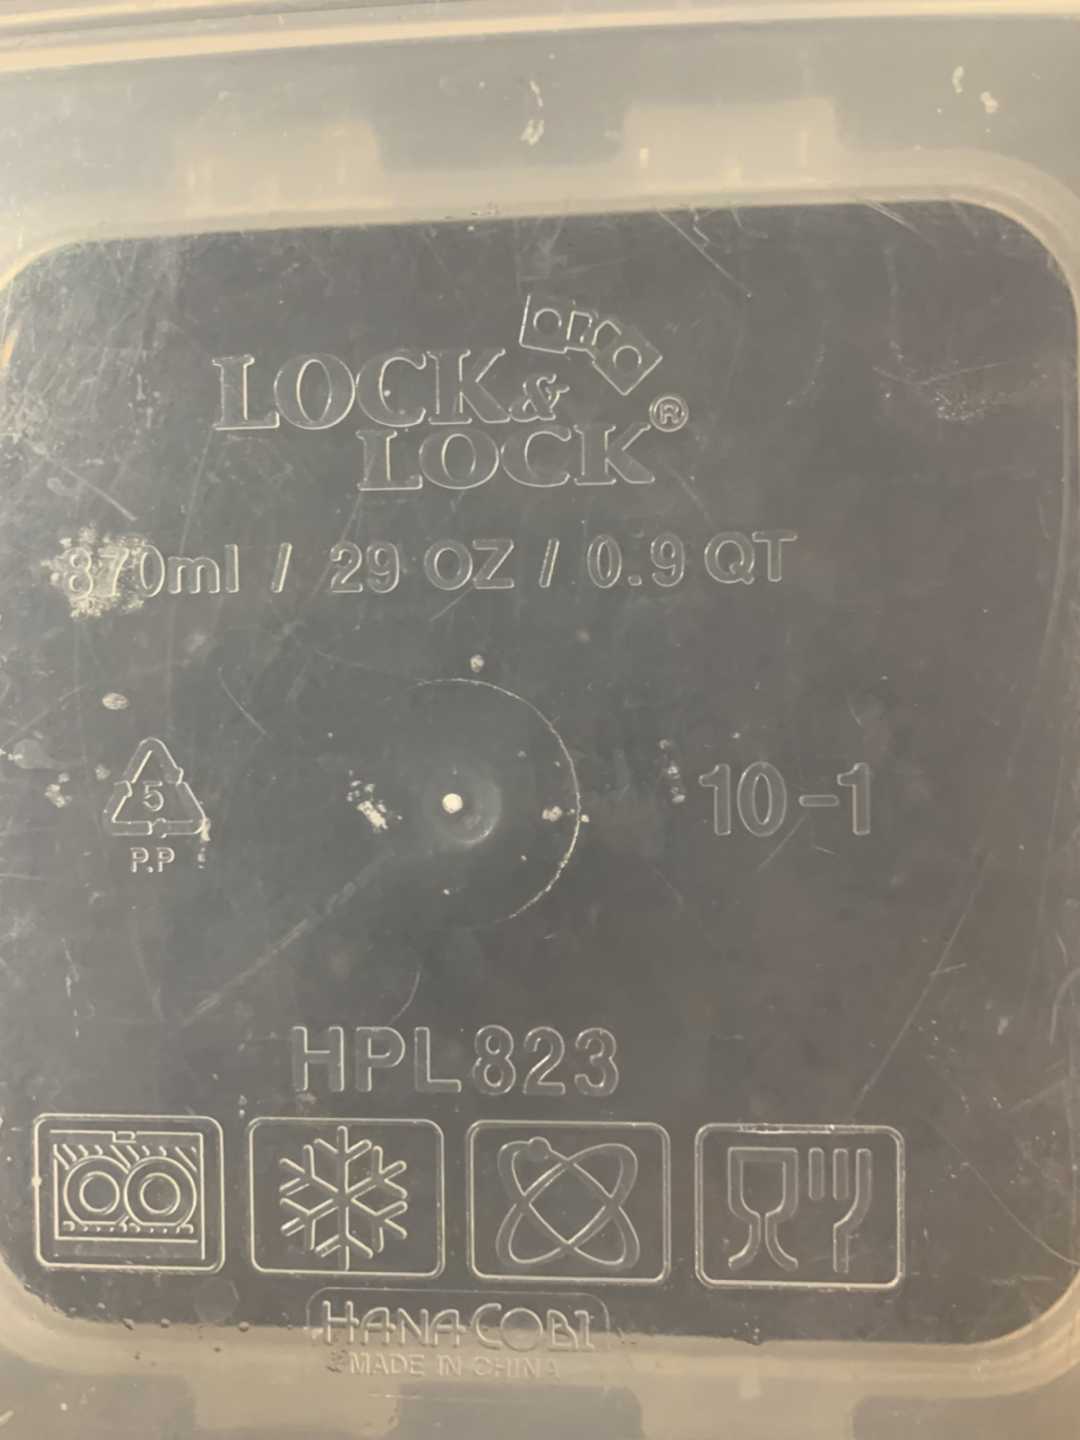 LOCK&
LOCK®
870ml / 29 OZ / 0.9 QT
5
P.P
10-1
HPL823
HANACOBI
MADE IN CHINA